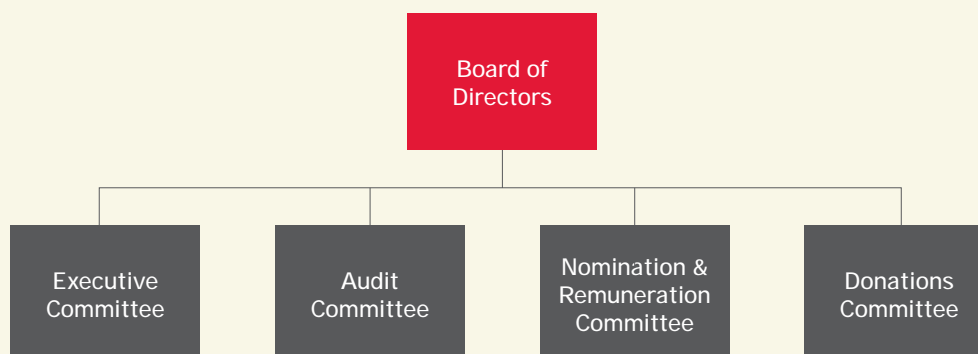 Board of
Directors
Executive
Committee
Audit
Committee
Nomination &
Remuneration
Committee
Donations
Committee